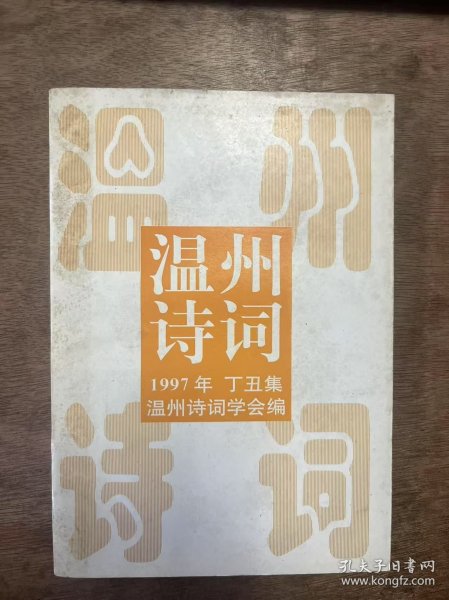 温州
温州
诗词
1997年 丁丑集
温州诗词学会编
诗词
孔夫子旧书网
www.kongfz.com